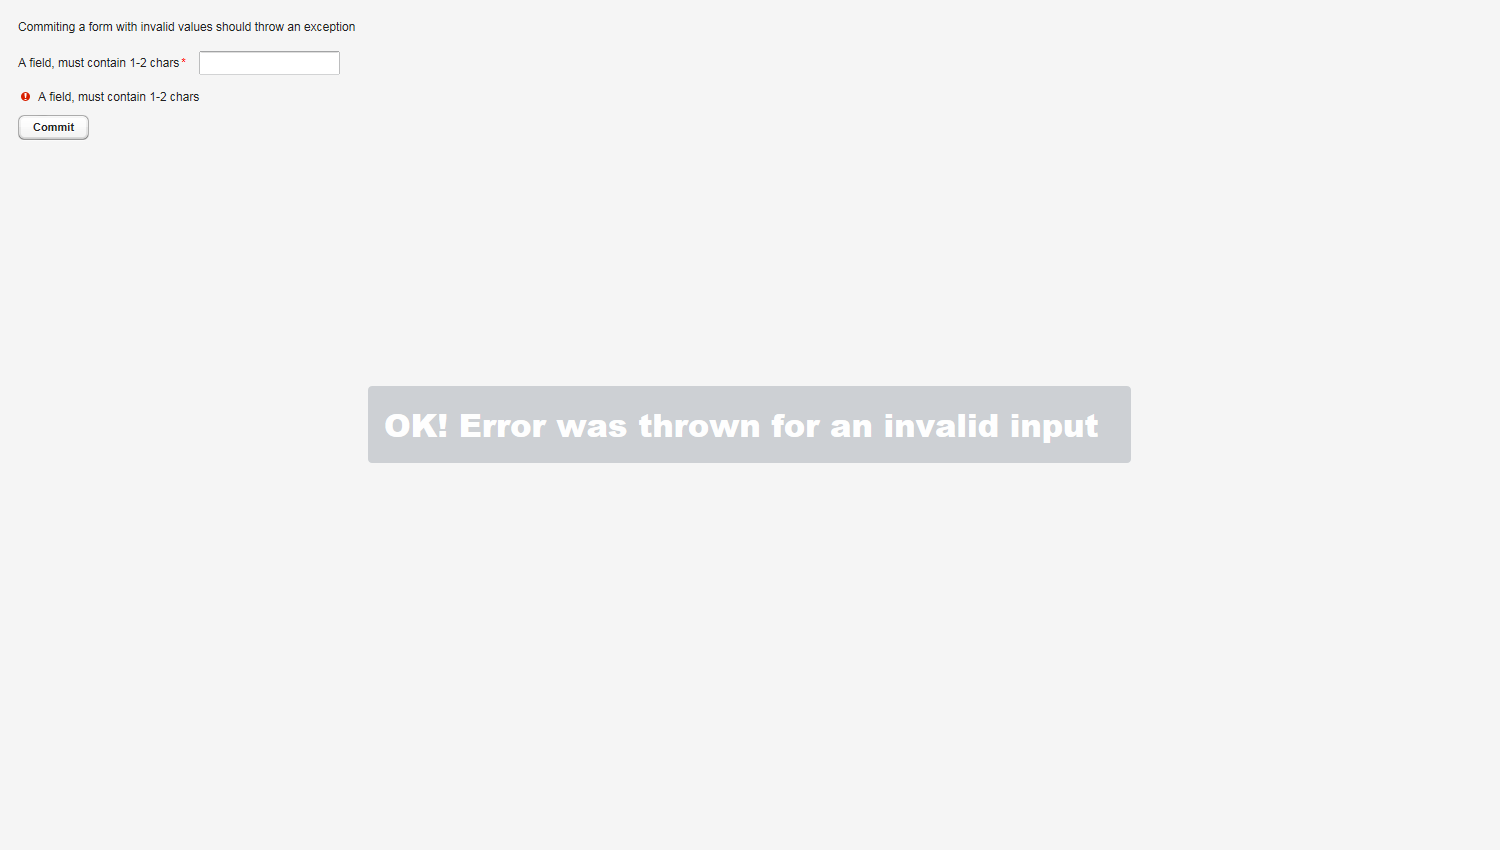 Commiting a form with invalid values should throw an exception
A field, must contain 1-2 chars*
A field, must contain 1-2 chars
Commit
OK! Error was thrown for an invalid input